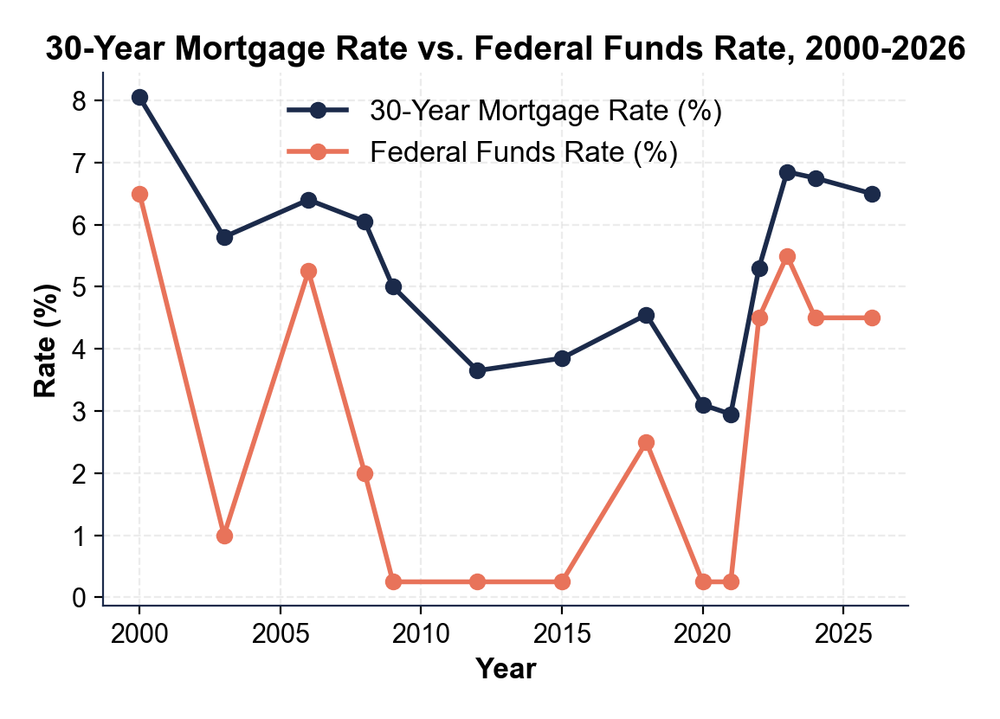 30-Year Mortgage Rate vs. Federal Funds Rate, 2000-2026
30-Year Mortgage Rate (%)
Federal Funds Rate (%)
Rate (%)
8
7
6
5
4
3
2
1
0
2000 2005 2010 2015 2020 2025
Year